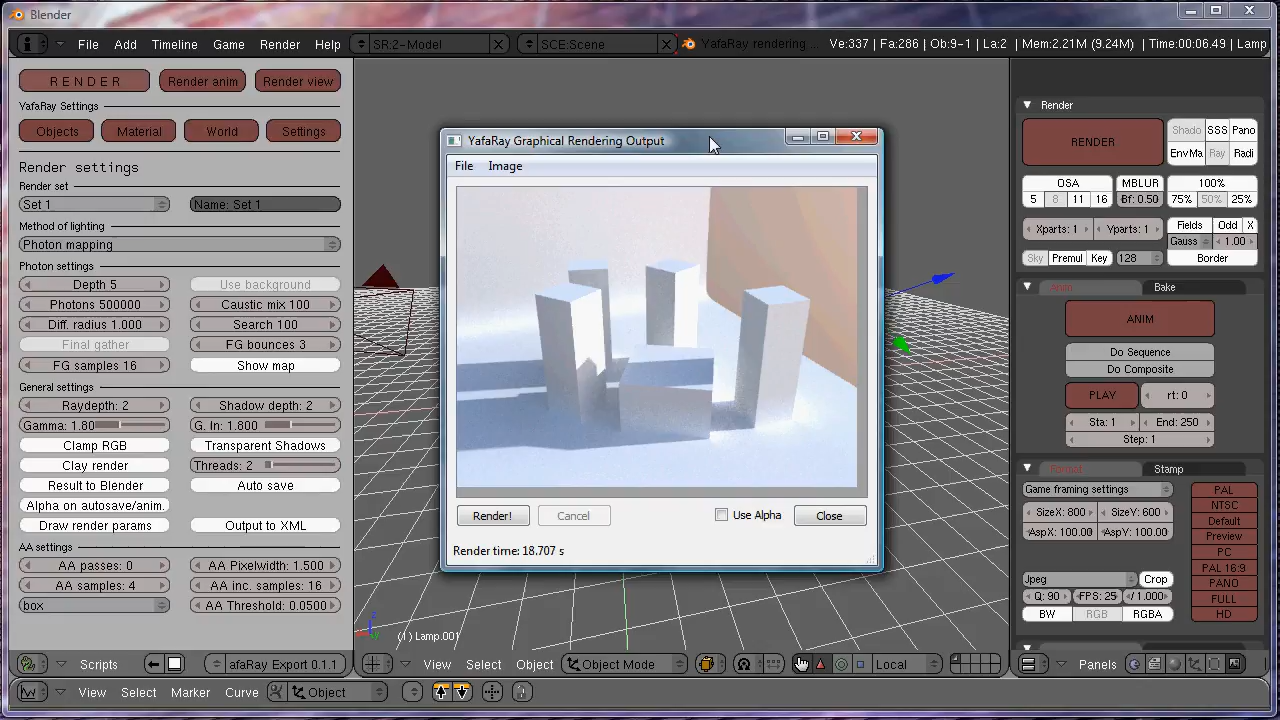 Blender
File Add Timeline Game Render Help SR:2-Model SCE:Scene YafaRay rendering ... Ve:337 | Fa:286 | Ob:9-1 | La:2 | Mem:2.21M (9.24M) | Time:00:06.49 | Lamp
RENDER Render anim Render view
YafaRay Settings
Objects Material World Settings
Render settings
Render set
Set 1 Name: Set 1
Method of lighting
Photon mapping
Photon settings
Depth 5 Use background
Photons 500000 Caustic mix 100
Diff. radius 1.000 Search 100
Final gather FG bounces 3
FG samples 16 Show map
General settings
Raydepth: 2 Shadow depth: 2
Gamma: 1.80 G. In: 1.800
Clamp RGB Transparent Shadows
Clay render Threads: 2
Result to Blender Auto save
Alpha on autosave/anim.
Draw render params Output to XML
AA settings
AA passes: 0 AA Pixelwidth: 1.500
AA samples: 4 AA inc. samples: 16
box AA Threshold: 0.0500
Scripts afaRay Export 0.1.1
YafaRay Graphical Rendering Output
File Image
Render! Cancel Use Alpha Close
Render time: 18.707 s
z
(1) Lamp.001
View Select Object Object Mode Local
Render
RENDER Shado SSS Pano
EnvMa Ray Radi
OSA MBLUR 100%
5 8 11 16 Bf: 0.50 75% 50% 25%
Xparts: 1 Yparts: 1 Fields Odd X
Gauss 1.00
Sky Premul Key 128 Border
Anim Bake
ANIM
Do Sequence
Do Composite
PLAY rt: 0
Sta: 1 End: 250
Step: 1
Format Stamp
Game framing settings PAL
SizeX: 800 SizeY: 600 NTSC
Default
AspX: 100.00 AspY: 100.00 Preview
PC
PAL 16:9
Jpeg Crop PANO
Q: 90 FPS: 25 /1.000 FULL
BW RGB RGBA HD
Panels
View Select Marker Curve Object